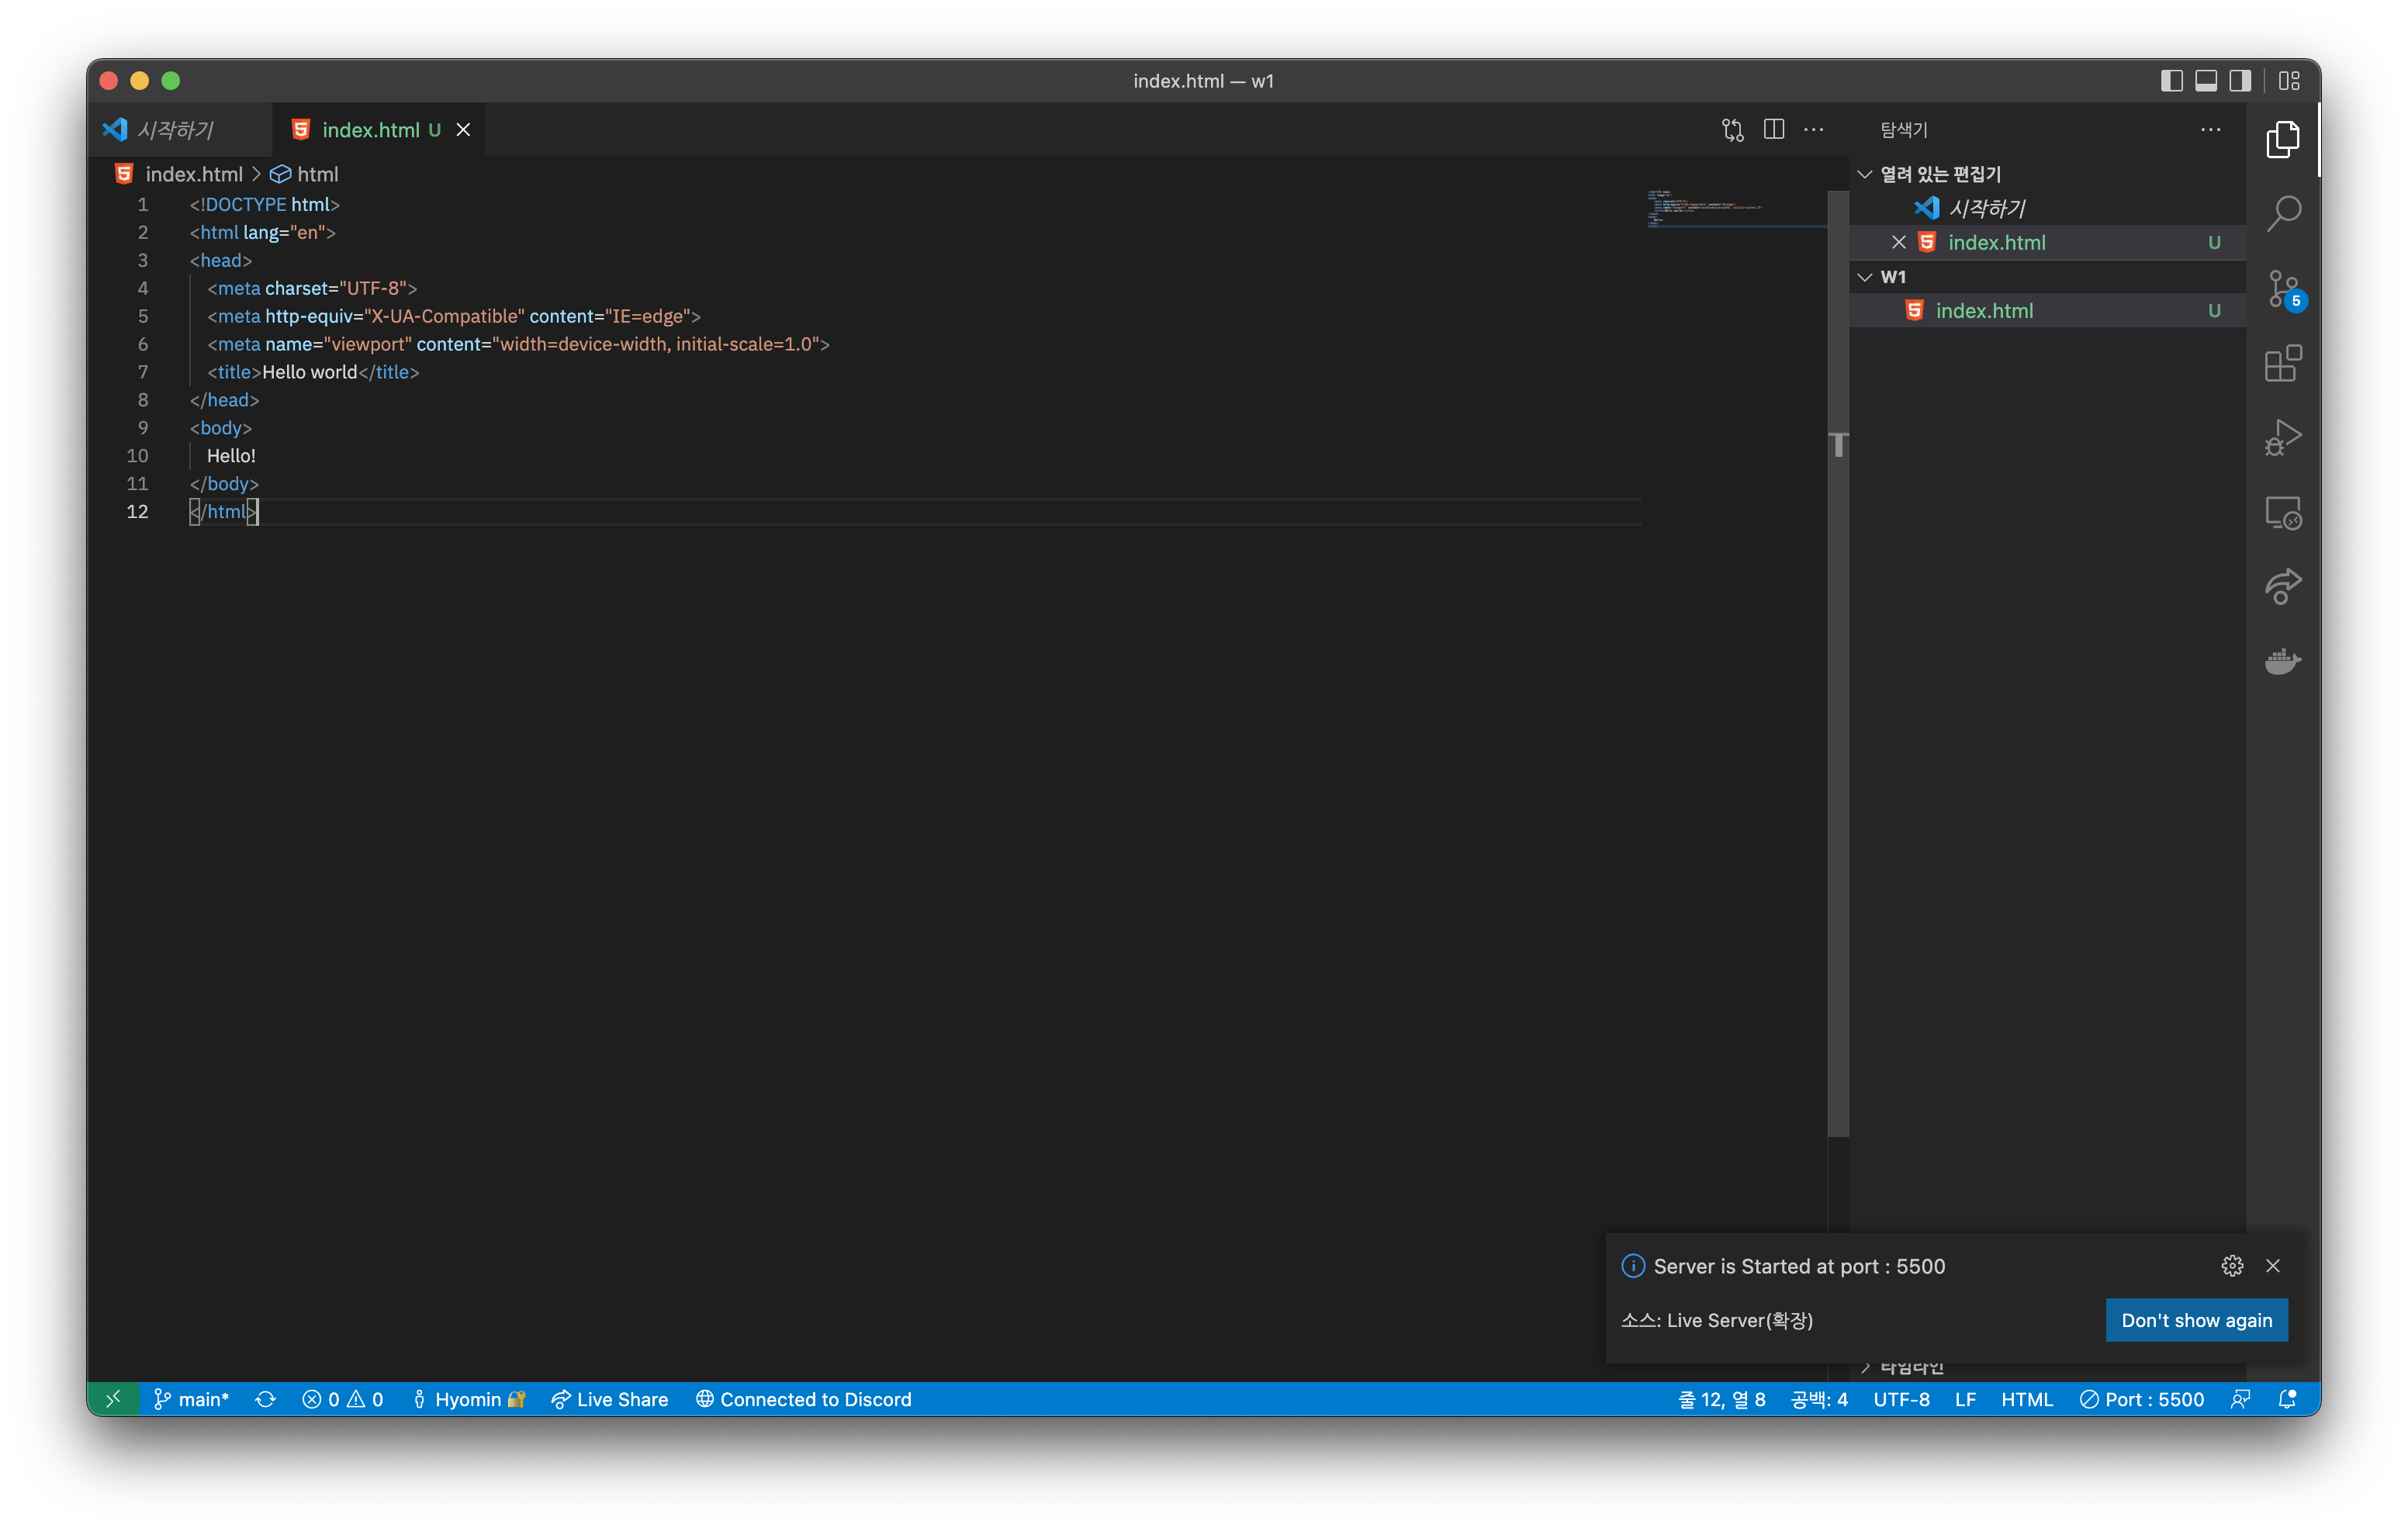 index.html — w1
시작하기
index.html U
탐색기
index.html > html
열려 있는 편집기
시작하기
index.html U
W1
index.html U
5
1 <!DOCTYPE html>
2 <html lang="en">
3 <head>
4 <meta charset="UTF-8">
5 <meta http-equiv="X-UA-Compatible" content="IE=edge">
6 <meta name="viewport" content="width=device-width, initial-scale=1.0">
7 <title>Hello world</title>
8 </head>
9 <body>
10 Hello!
11 </body>
12 </html>
Server is Started at port : 5500
소스: Live Server(확장)
Don't show again
타임라인
main* 0 0 Hyomin Live Share Connected to Discord
줄 12, 열 8 공백: 4 UTF-8 LF HTML Port : 5500